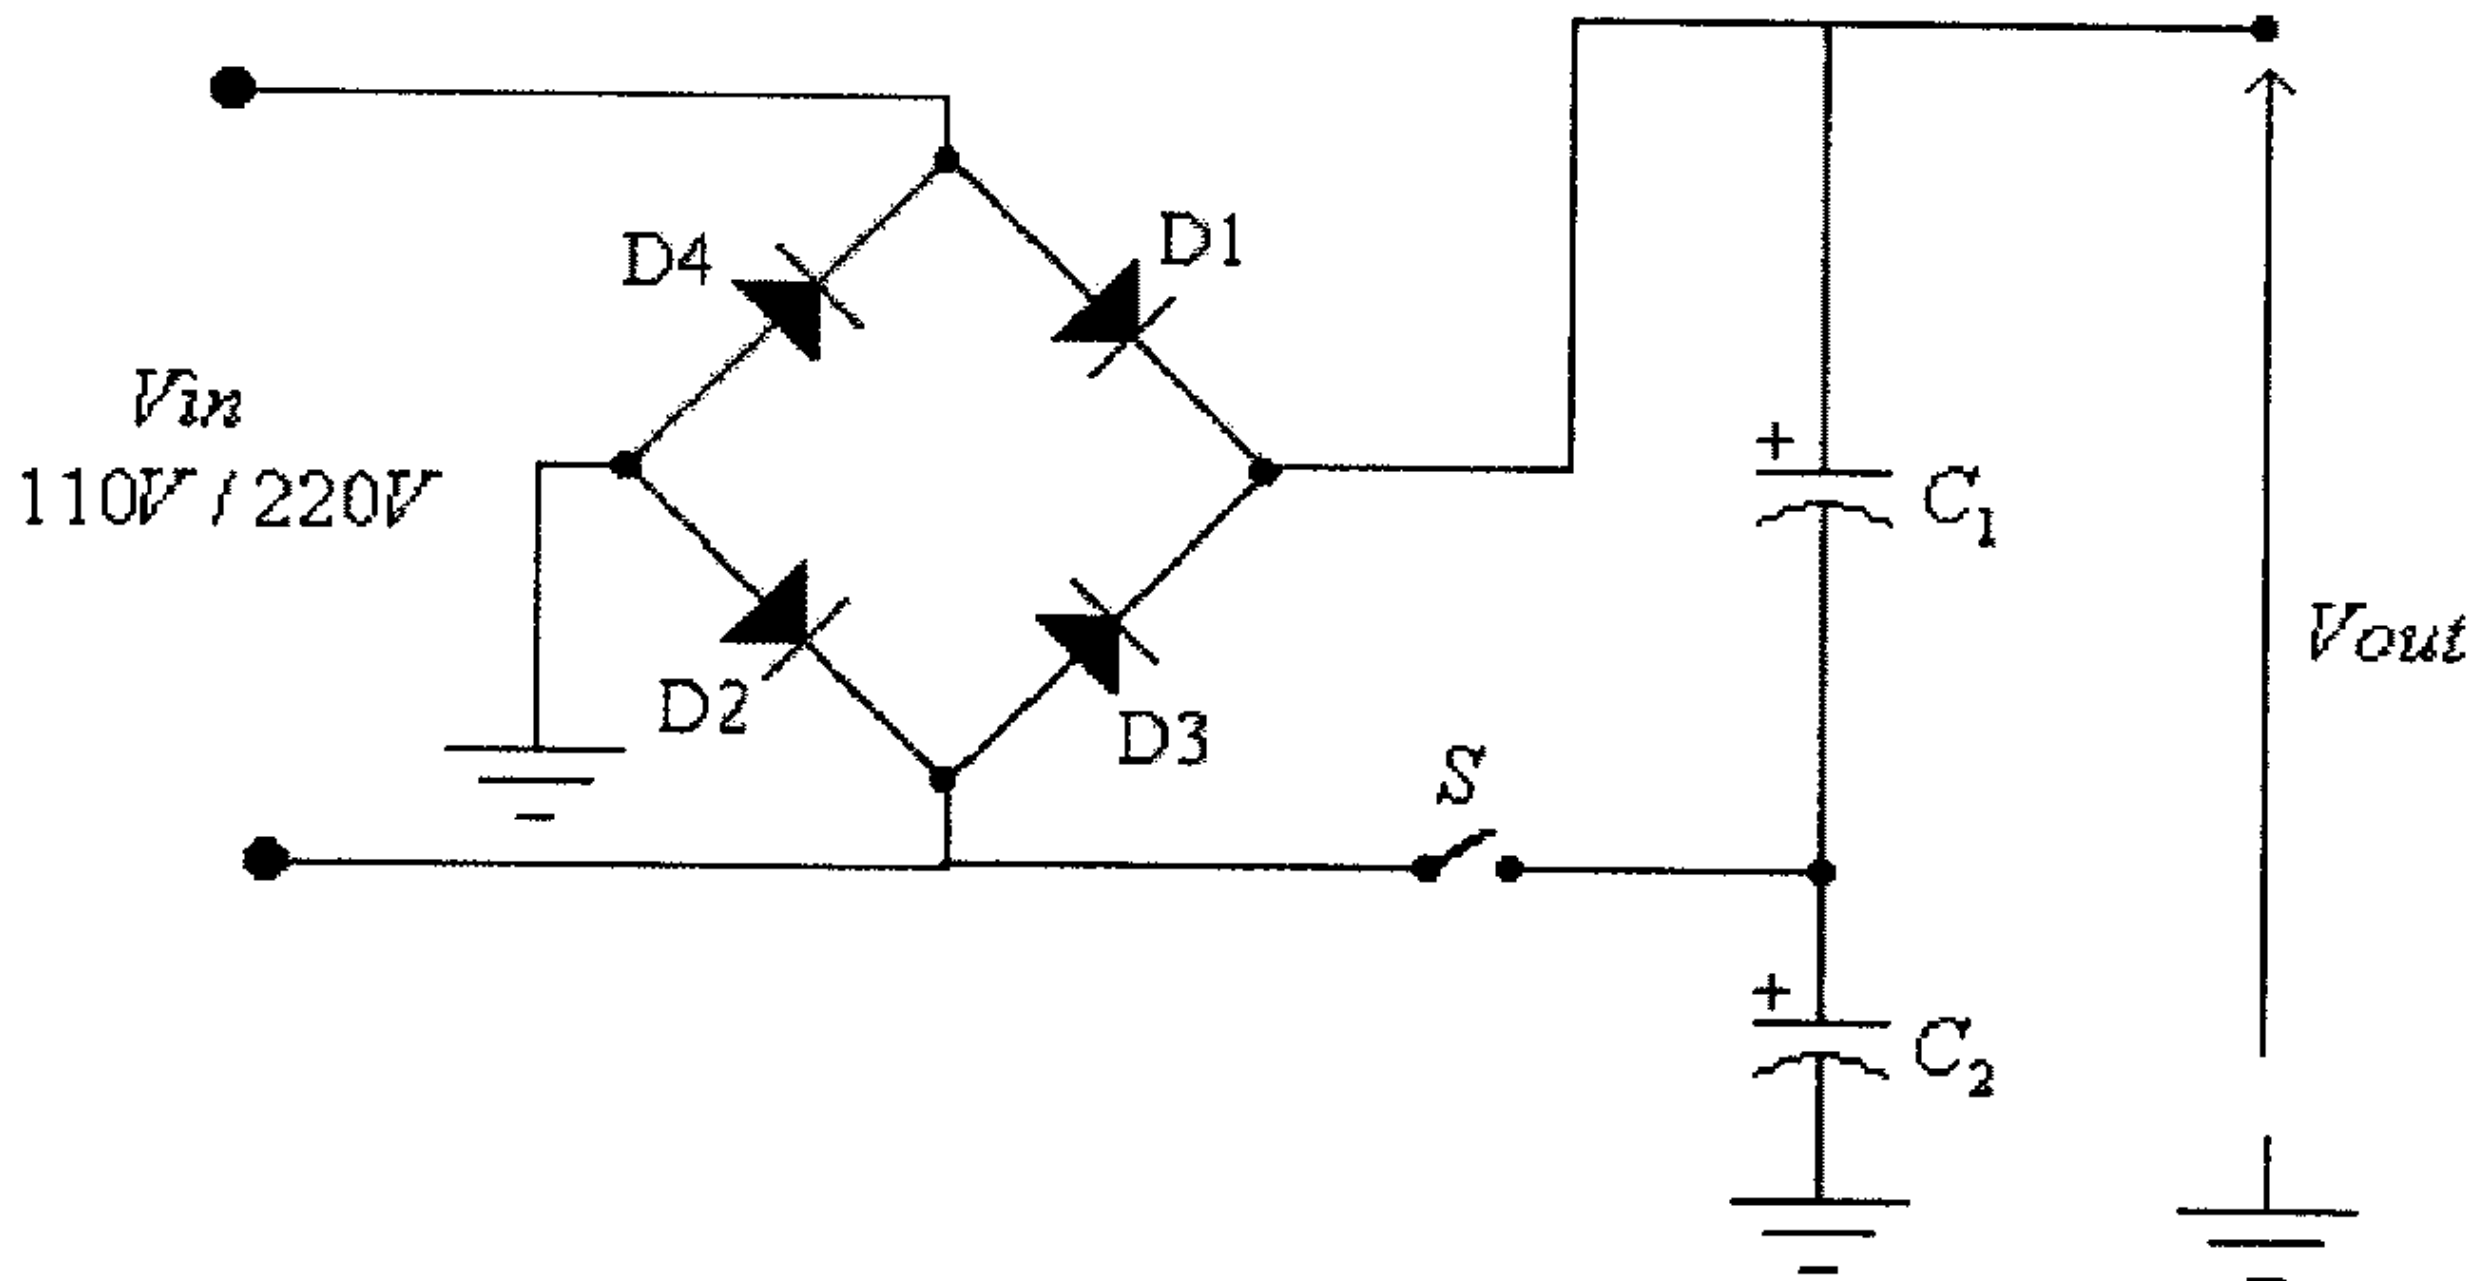 D1
D4
Vin
110V / 220V
+
C₁
Vout
D2
D3
S
+
C₂